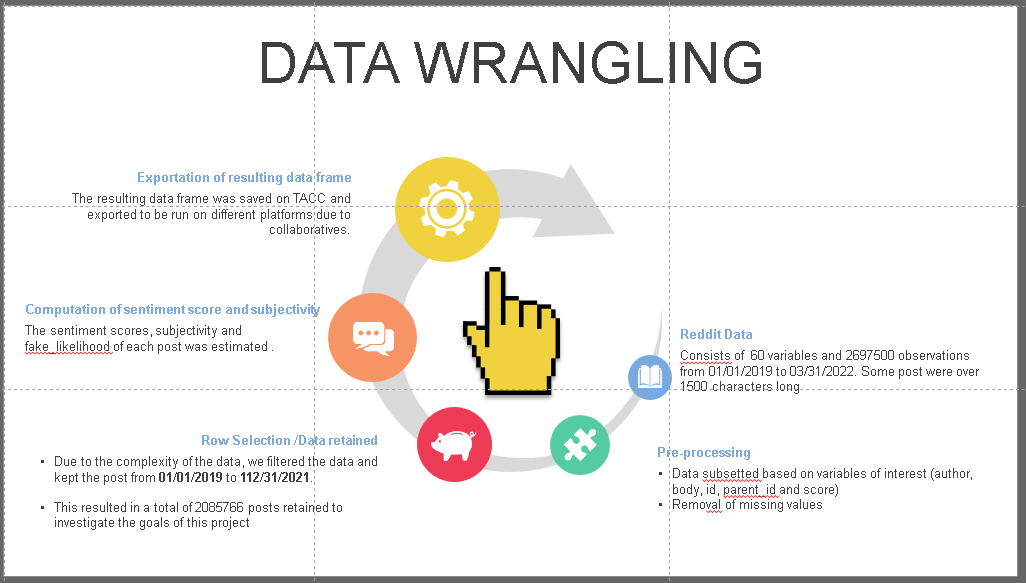 DATA WRANGLING
Exportation of resulting data frame
The resulting data frame was saved on TACC and
exported to be run on different platforms due to
collaboratives.
Computation of sentiment score and subjectivity
The sentiment scores, subjectivity and
fake_likelihood of each post was estimated .
Row Selection /Data retained
• Due to the complexity of the data, we filtered the data and
kept the post from 01/01/2019 to 112/31/2021.
• This resulted in a total of 2085766 posts retained to
investigate the goals of this project
Reddit Data
Consists of 60 variables and 2697500 observations
from 01/01/2019 to 03/31/2022. Some post were over
1500 characters long
Pre-processing
• Data subsetted based on variables of interest (author,
body, id, parent_id and score)
• Removal of missing values